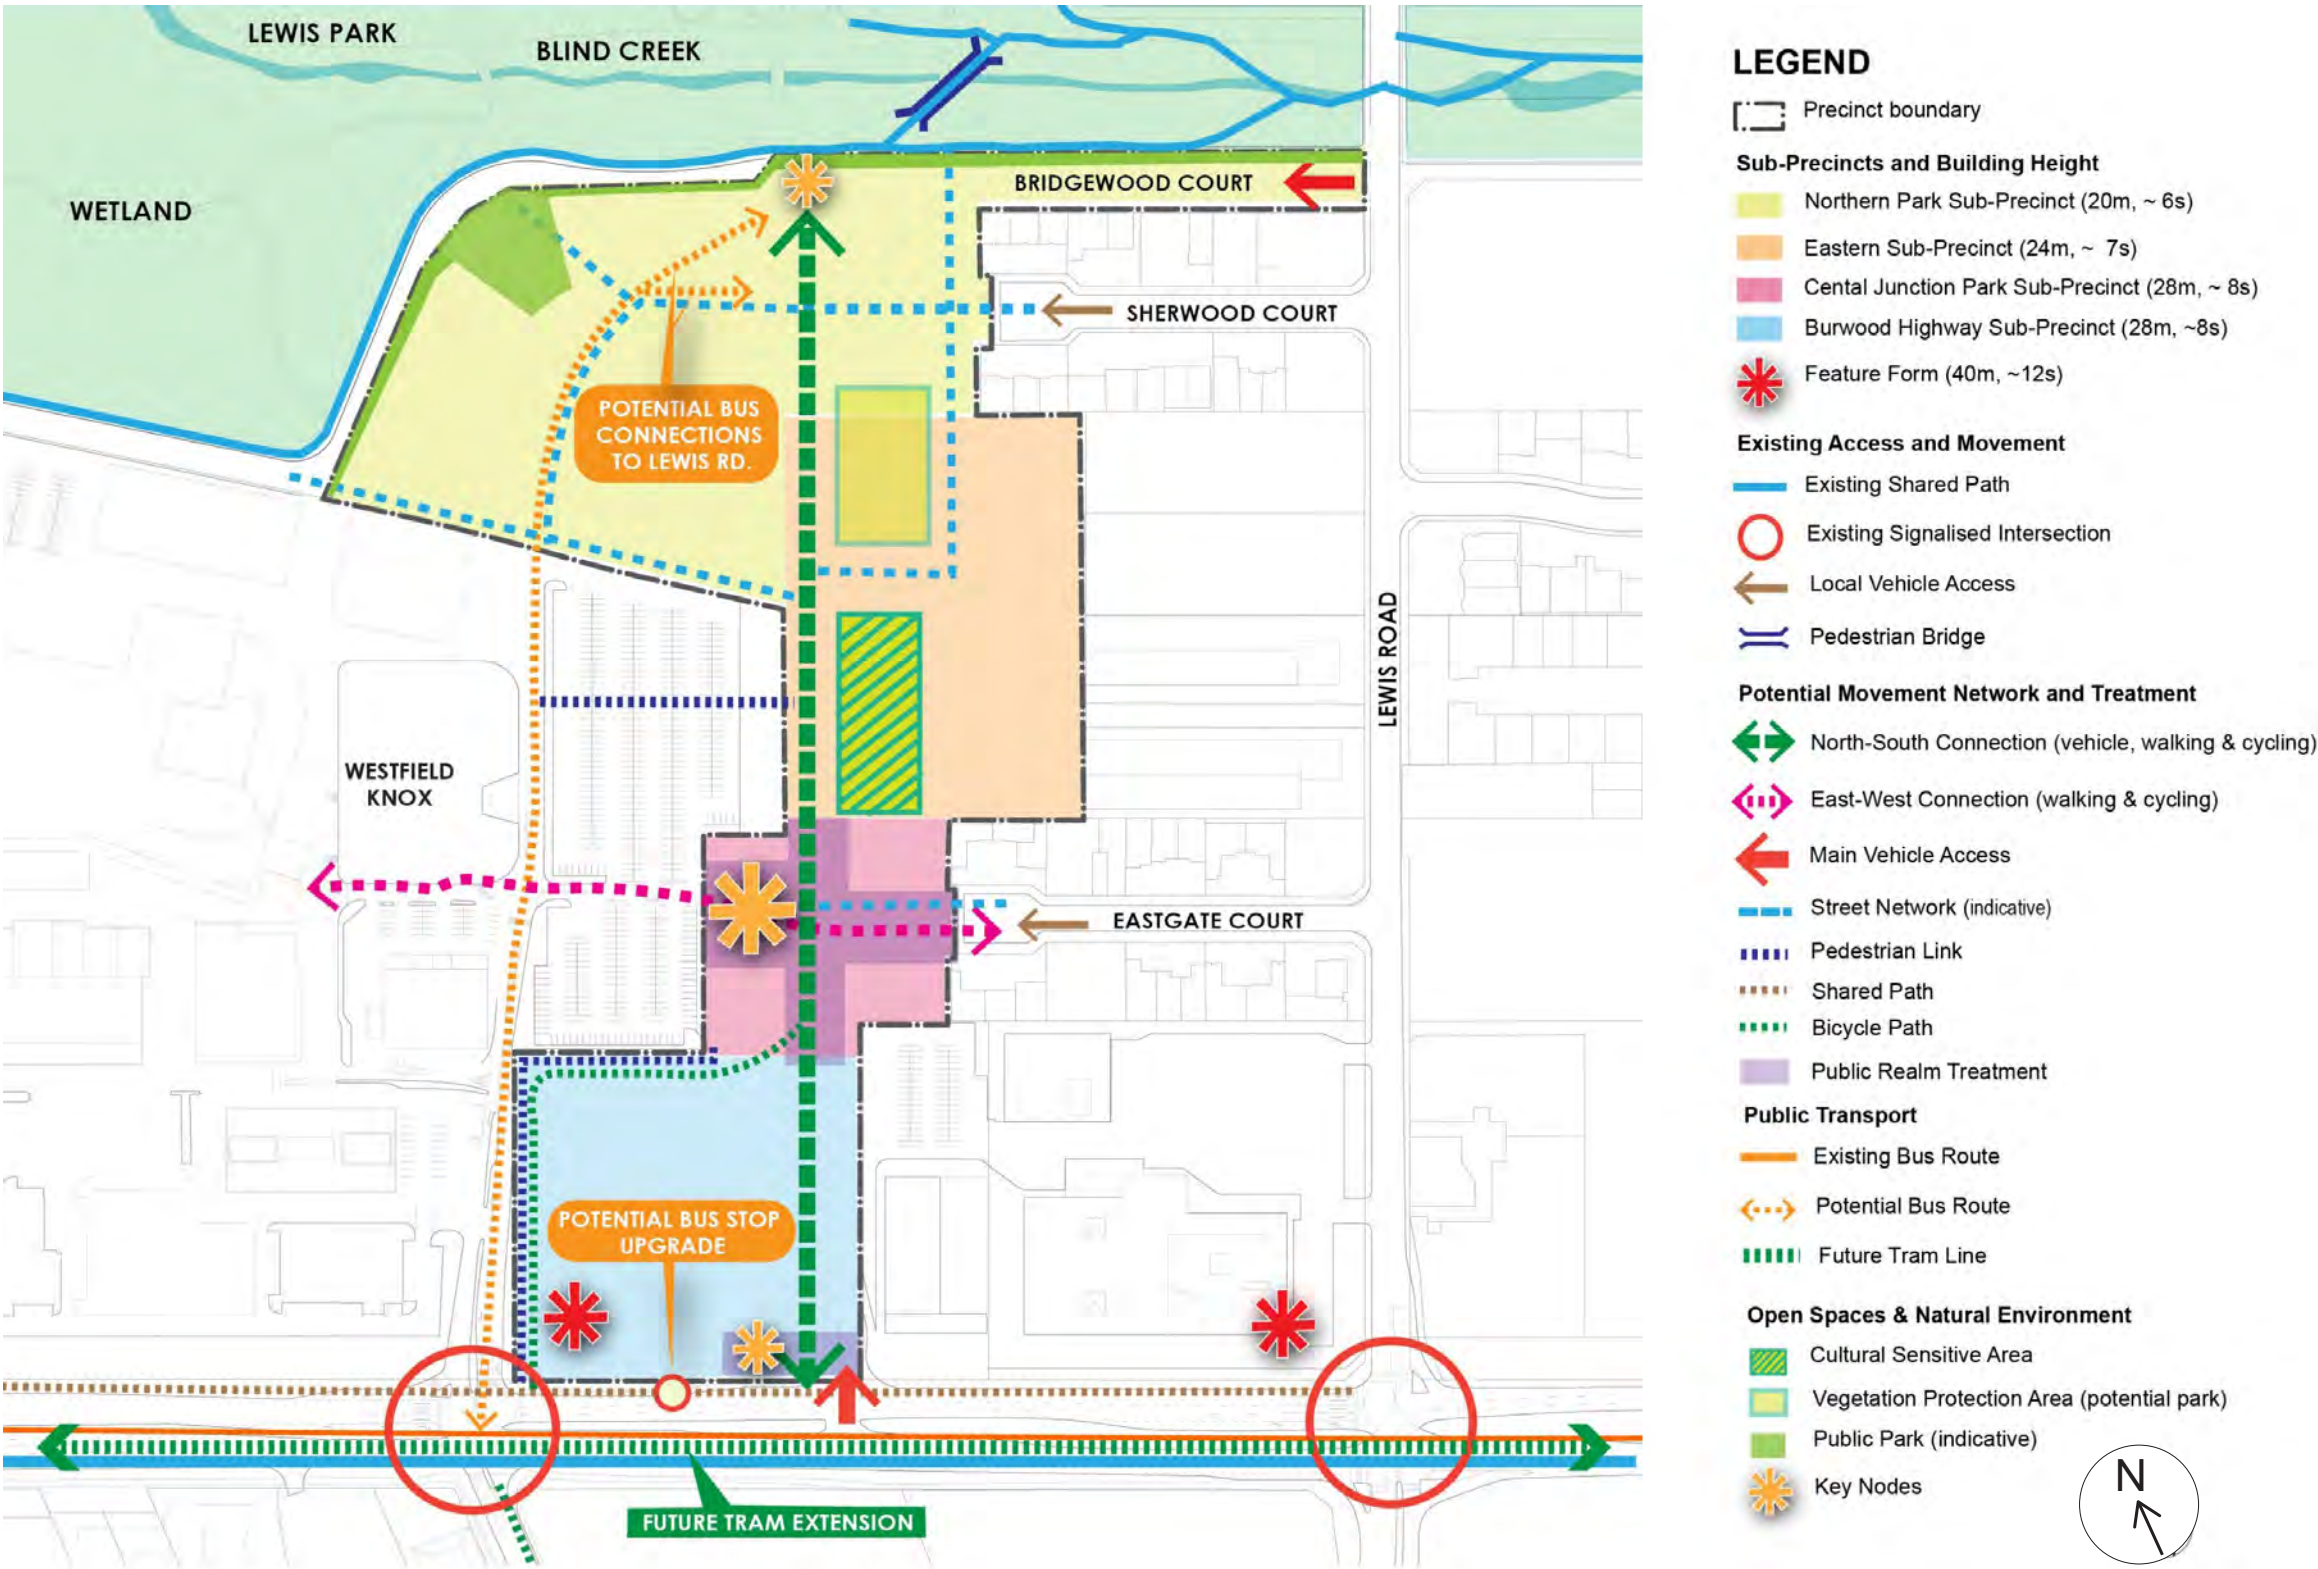 LEWIS PARK
BLIND CREEK
WETLAND
BRIDGEWOOD COURT
SHERWOOD COURT
POTENTIAL BUS
CONNECTIONS
TO LEWIS RD.
LEWIS ROAD
WESTFIELD
KNOX
EASTGATE COURT
POTENTIAL BUS STOP
UPGRADE
FUTURE TRAM EXTENSION
LEGEND
Precinct boundary
Sub-Precincts and Building Height
Northern Park Sub-Precinct (20m, ~ 6s)
Eastern Sub-Precinct (24m, ~ 7s)
Cental Junction Park Sub-Precinct (28m, ~ 8s)
Burwood Highway Sub-Precinct (28m, ~8s)
Feature Form (40m, ~12s)
Existing Access and Movement
Existing Shared Path
Existing Signalised Intersection
Local Vehicle Access
Pedestrian Bridge
Potential Movement Network and Treatment
North-South Connection (vehicle, walking & cycling)
East-West Connection (walking & cycling)
Main Vehicle Access
Street Network (indicative)
Pedestrian Link
Shared Path
Bicycle Path
Public Realm Treatment
Public Transport
Existing Bus Route
Potential Bus Route
Future Tram Line
Open Spaces & Natural Environment
Cultural Sensitive Area
Vegetation Protection Area (potential park)
Public Park (indicative)
Key Nodes
N